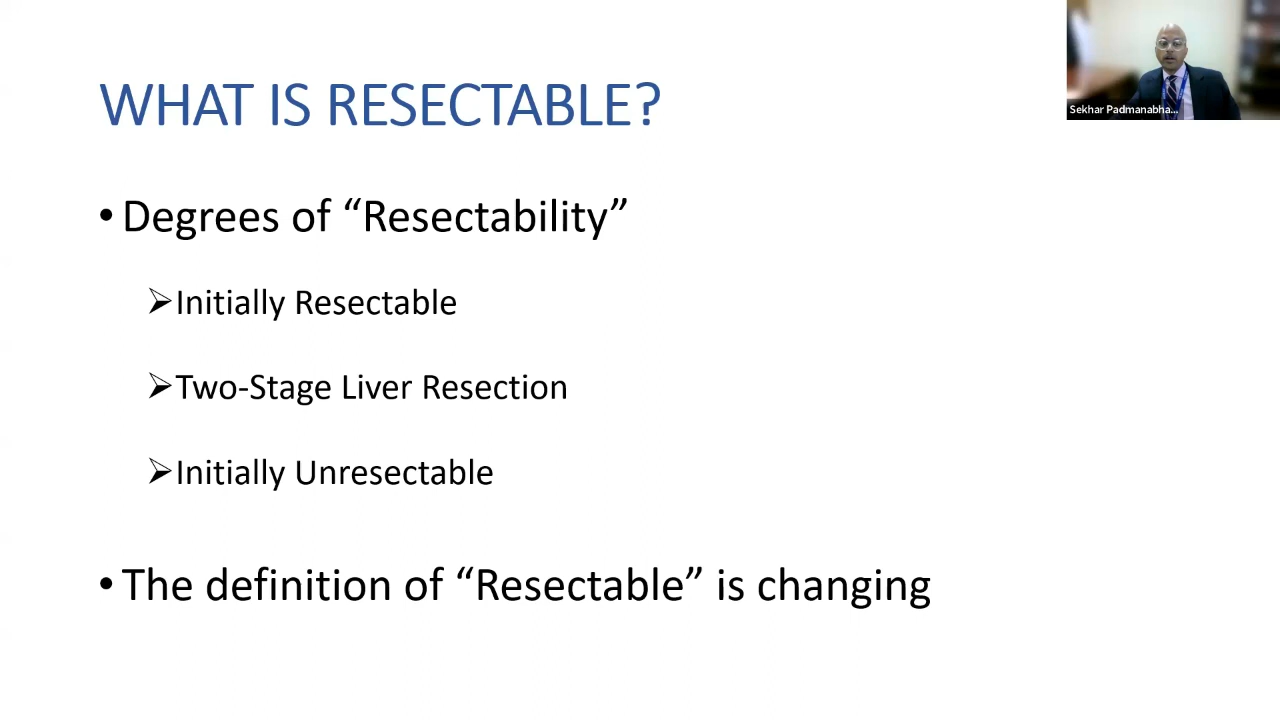 WHAT IS RESECTABLE?
Sekhar Padmanabha...
• Degrees of “Resectability”
➢Initially Resectable
➢Two-Stage Liver Resection
➢Initially Unresectable
• The definition of “Resectable” is changing